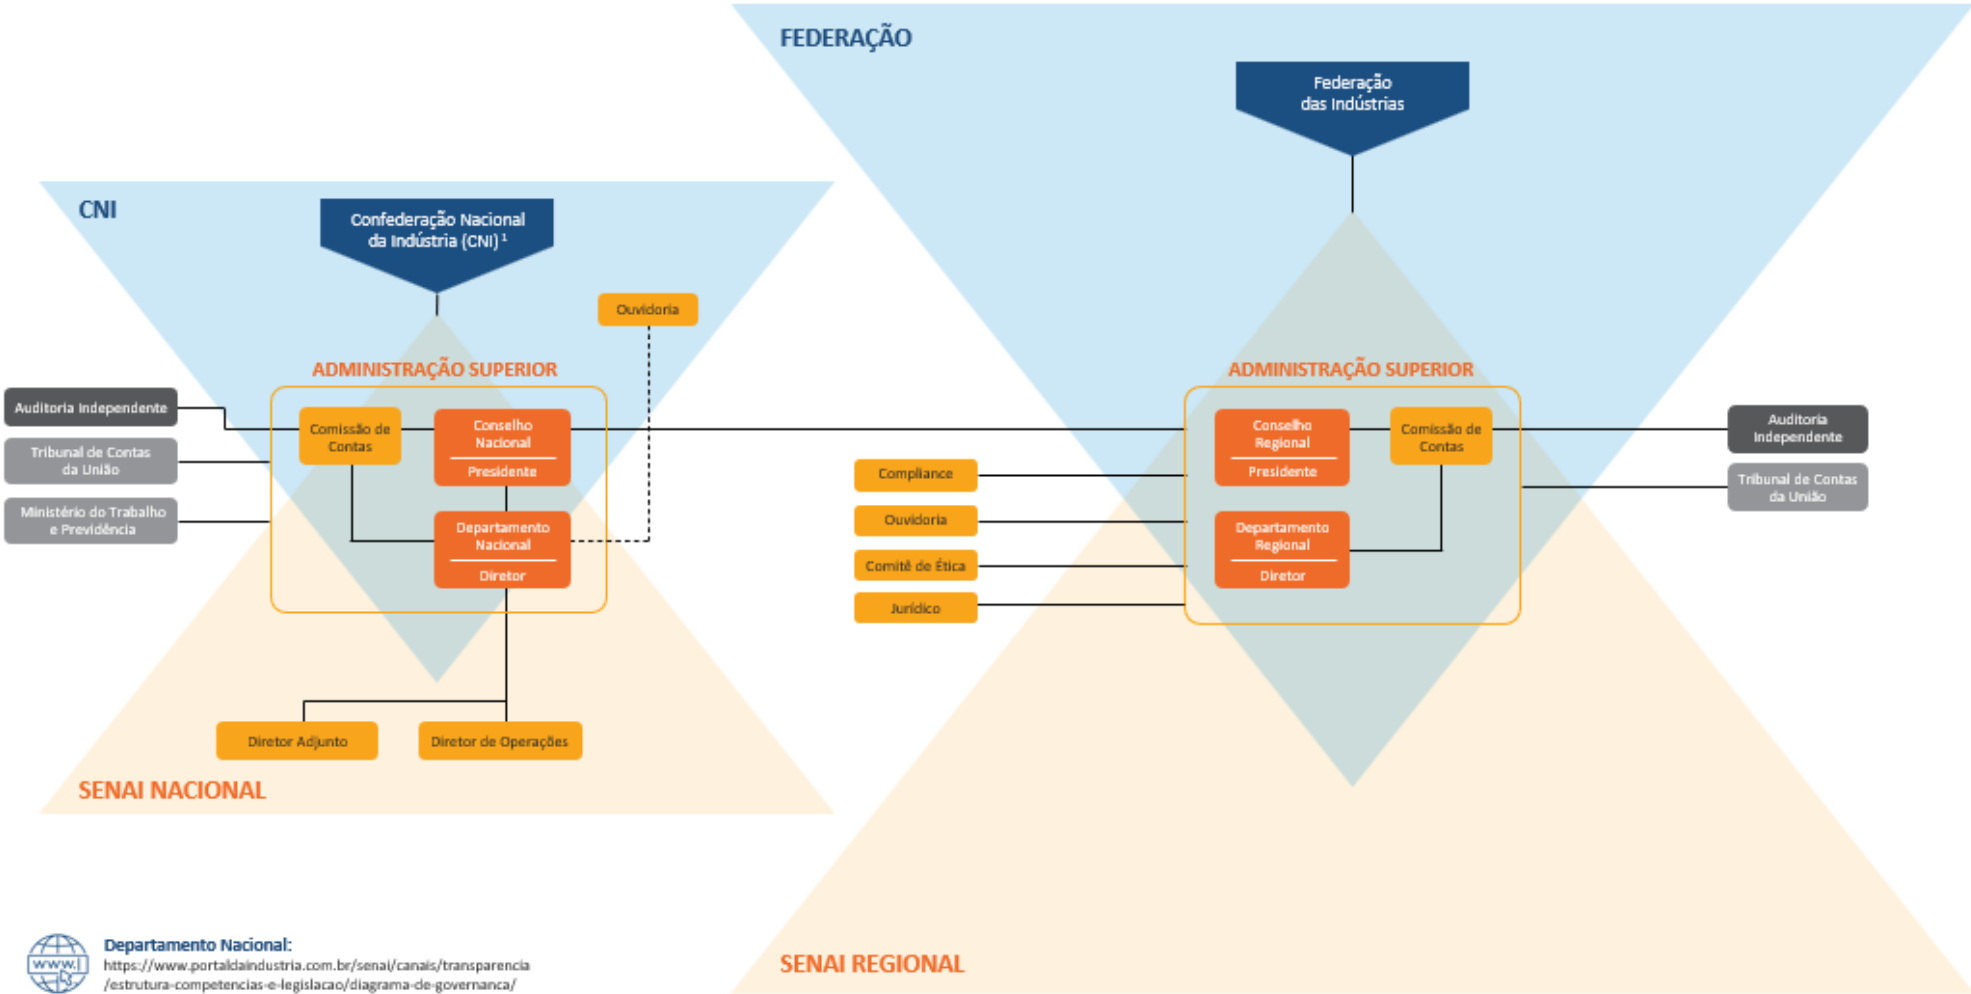 CNI
Confederação Nacional
da Indústria (CNI) ¹
Ouvidoria
ADMINISTRAÇÃO SUPERIOR
Auditoria Independente
Tribunal de Contas
da União
Ministério do Trabalho
e Previdência
Comissão de
Contas
Conselho
Nacional
Presidente
Departamento
Nacional
Diretor
Diretor Adjunto
Diretor de Operações
SENAI NACIONAL
FEDERAÇÃO
Federação
das Indústrias
ADMINISTRAÇÃO SUPERIOR
Compliance
Ouvidoria
Comitê de Ética
Jurídico
Conselho
Regional
Presidente
Comissão de
Contas
Departamento
Regional
Diretor
Auditoria
Independente
Tribunal de Contas
da União
SENAI REGIONAL
www.
Departamento Nacional:
https://www.portaldaindustria.com.br/senai/canais/transparencia
/estrutura-competencias-e-legislacao/diagrama-de-governanca/